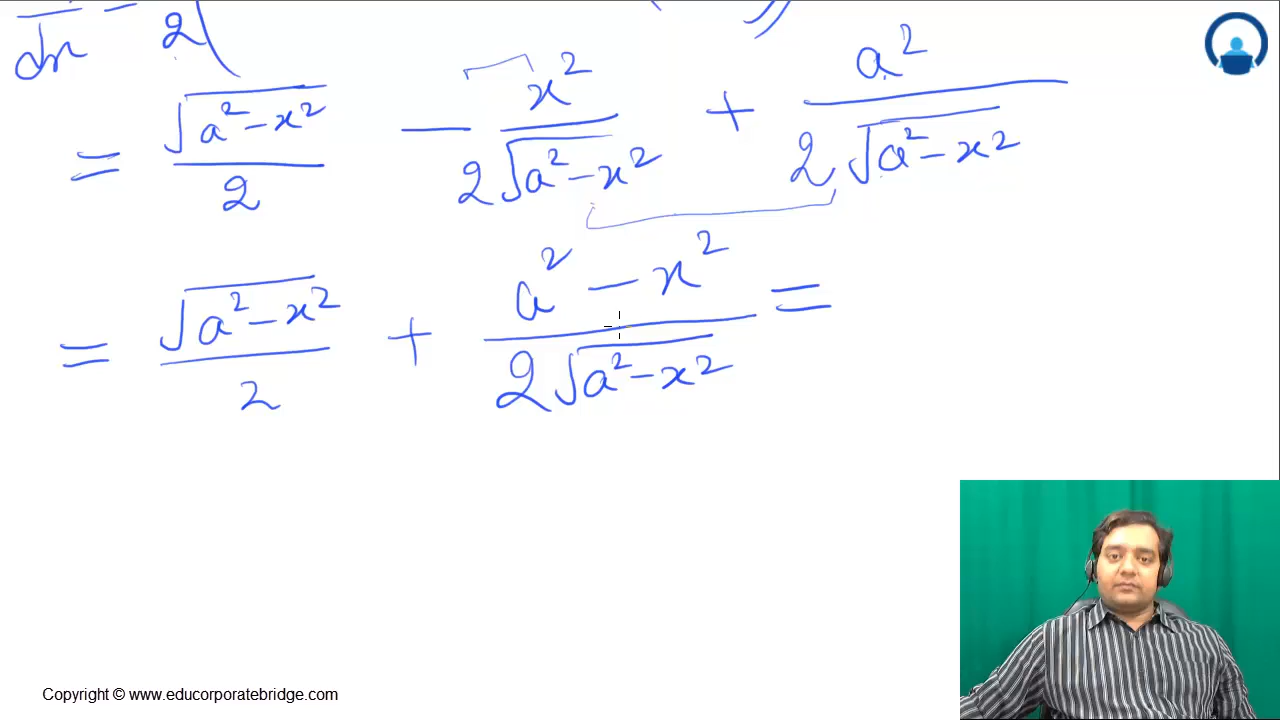 dy/dx = 2(
= √(a² – x²)/2 – x²/(2√(a² – x²)) + a²/(2√(a² – x²))
= √(a² – x²)/2 + (a² – x²)/(2√(a² – x²)) =
Copyright © www.educorporatebridge.com